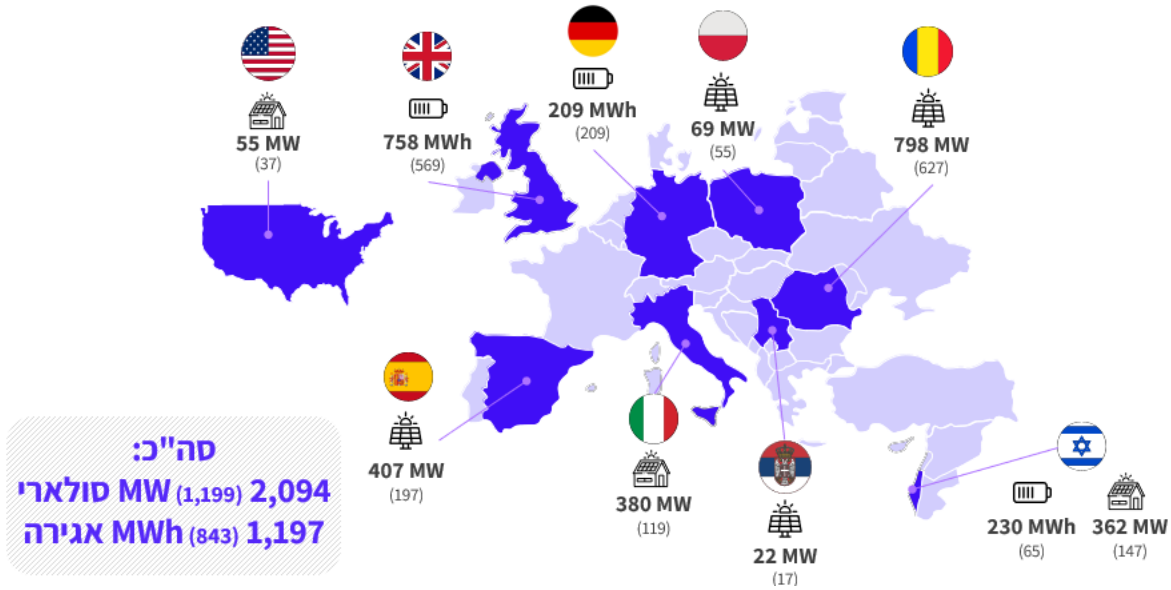 55 MW
(37)
758 MWh
(569)
209 MWh
(209)
69 MW
(55)
798 MW
(627)
407 MW
(197)
380 MW
(119)
22 MW
(17)
230 MWh
(65)
362 MW
(147)
סה"כ:
2,094 (1,199) MW סולארי
1,197 (843) MWh אגירה